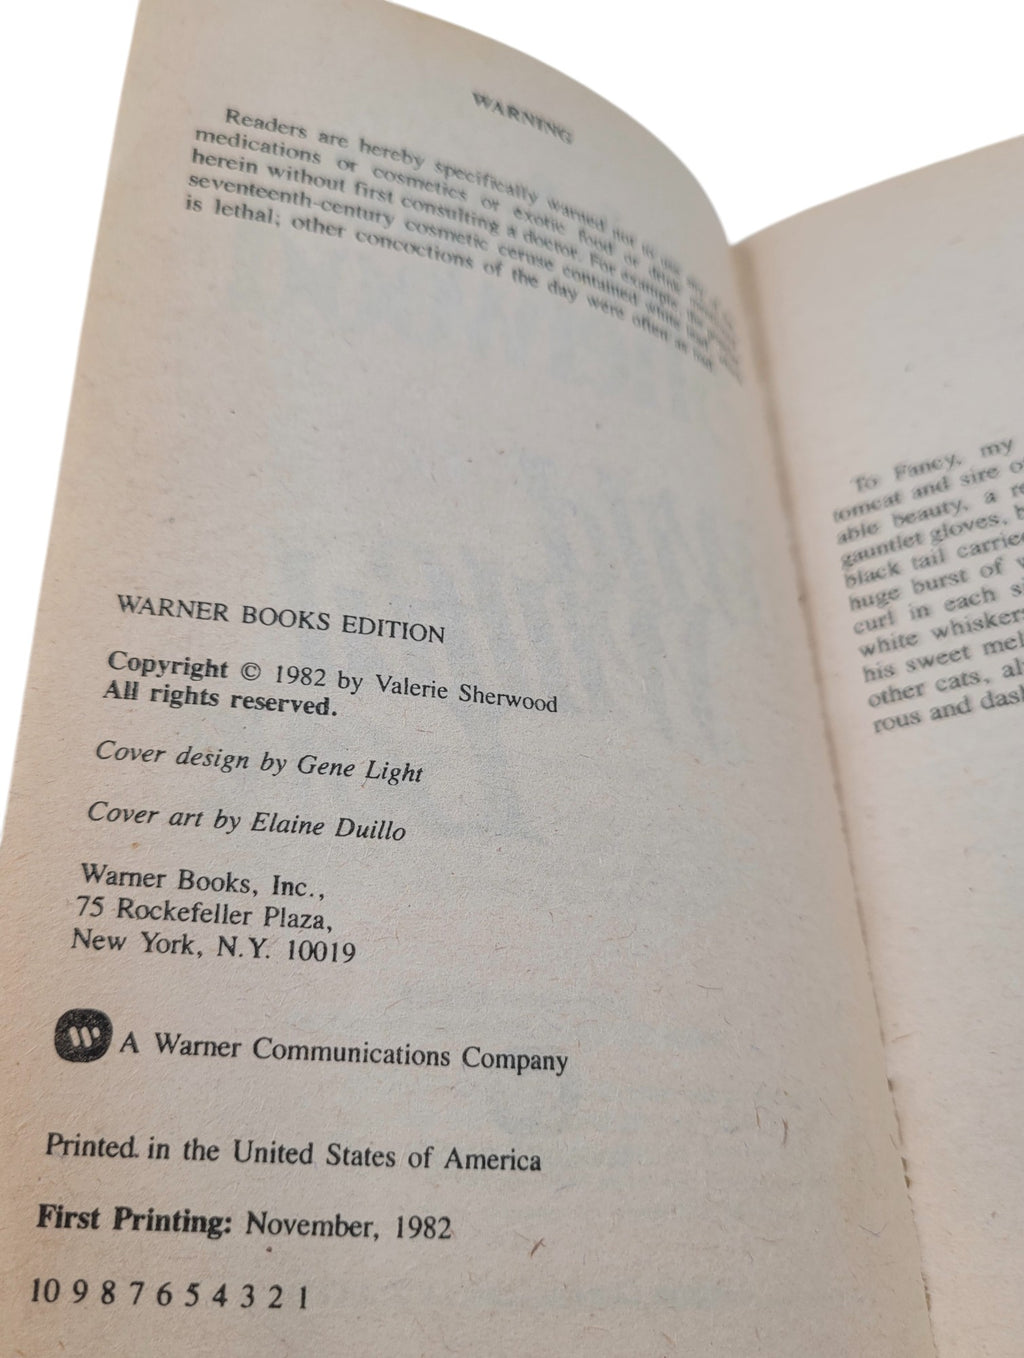 WARNING
Readers are hereby specifically warned not to use any of the
medications or cosmetics or exotic food or drink
herein without first consulting a doctor. For example, the
seventeenth-century cosmetic ceruse contained white lead
is lethal; other concoctions of the day were often as
WARNER BOOKS EDITION
Copyright © 1982 by Valerie Sherwood
All rights reserved.
Cover design by Gene Light
Cover art by Elaine Duillo
Warner Books, Inc.,
75 Rockefeller Plaza,
New York, N.Y. 10019
W A Warner Communications Company
Printed in the United States of America
First Printing: November, 1982
10 9 8 7 6 5 4 3 2 1
To Fancy, my
tomcat and sire
able beauty, a
gauntlet gloves,
black tail
huge burst of
curl in each
white
his sweet
other cats,
rous and